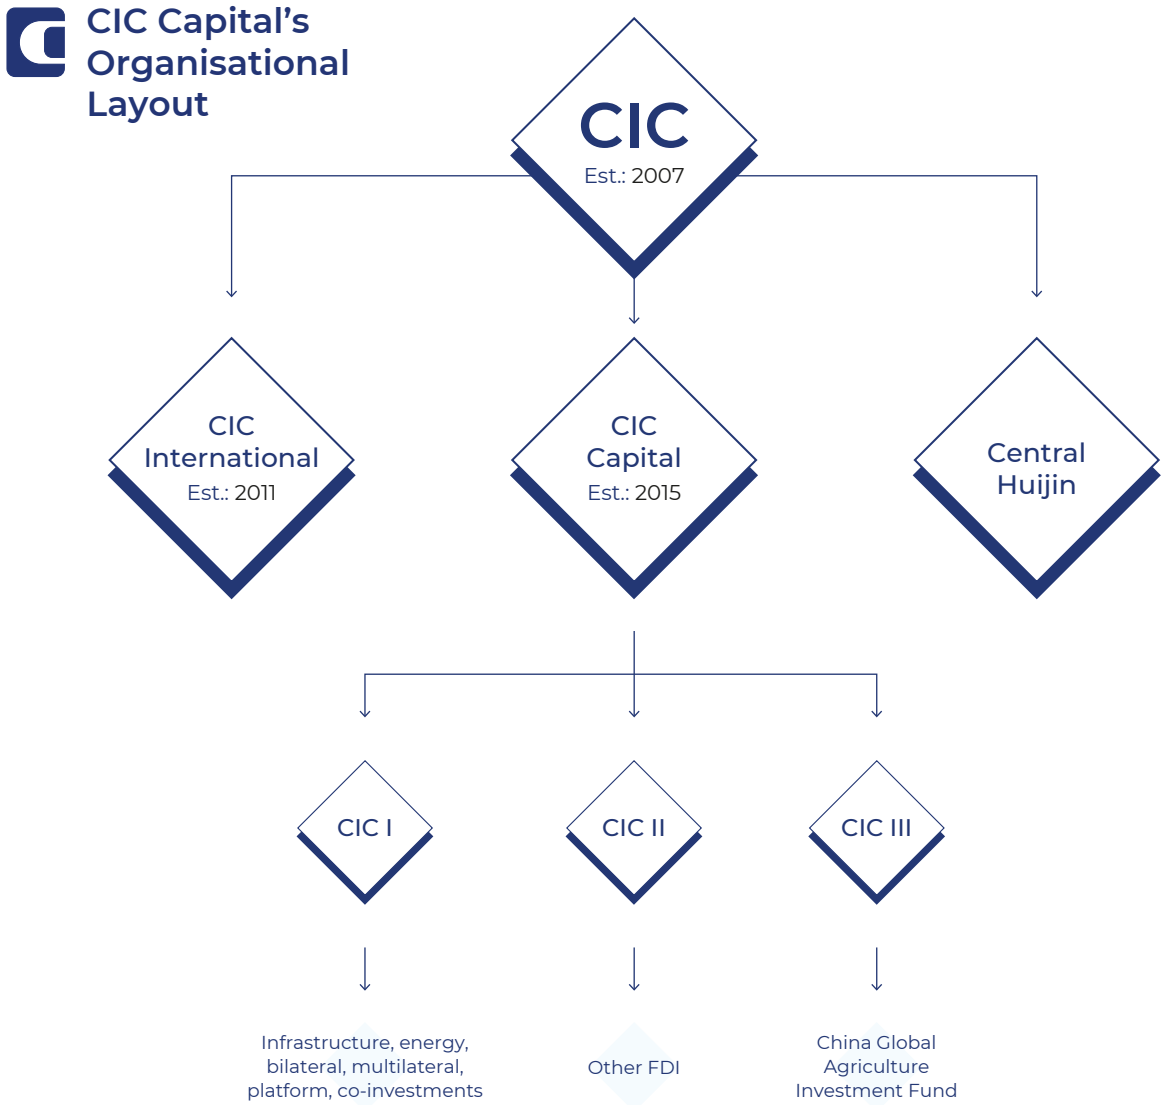 CIC Capital’s
Organisational
Layout
CIC
Est.: 2007
CIC
International
Est.: 2011
CIC
Capital
Est.: 2015
Central
Huijin
CIC I
CIC II
CIC III
Infrastructure, energy,
bilateral, multilateral,
platform, co-investments
Other FDI
China Global
Agriculture
Investment Fund